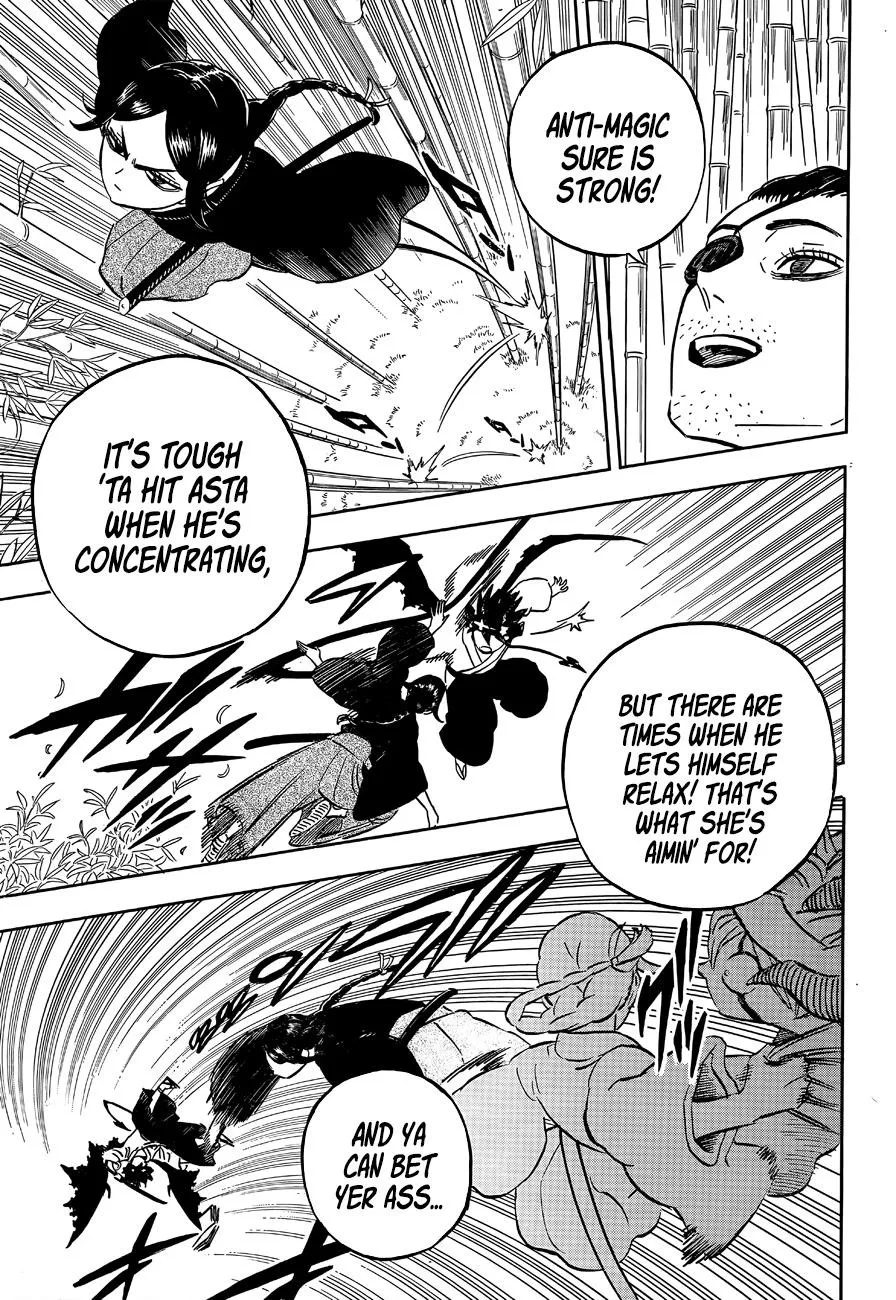 ANTI-MAGIC
SURE IS
STRONG!
IT'S TOUGH
'TA HIT ASTA
WHEN HE'S
CONCENTRATING,
BUT THERE ARE
TIMES WHEN HE
LETS HIMSELF
RELAX! THAT'S
WHAT SHE'S
AIMIN' FOR!
AND YA
CAN BET
YER ASS...